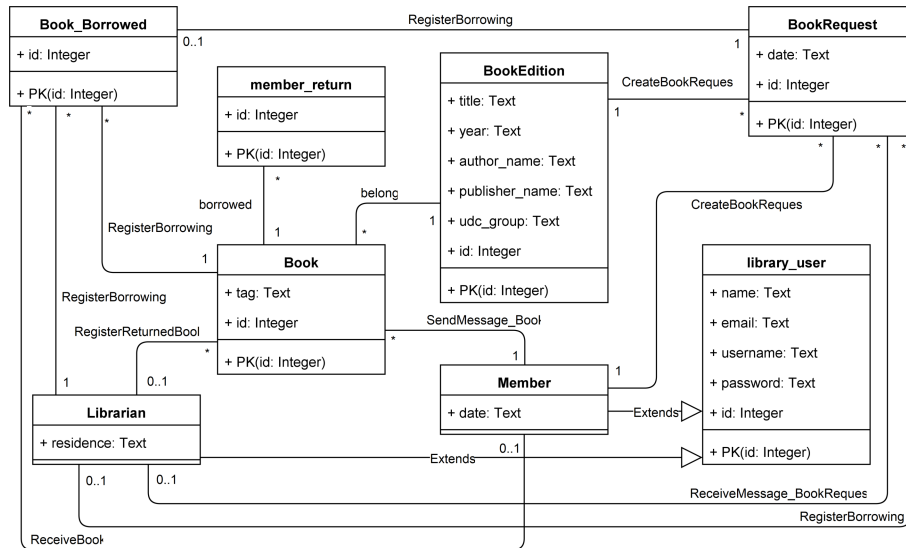 Book_Borrowed
+ id: Integer
+ PK(id: Integer)
RegisterBorrowing
0..1
1
BookRequest
+ date: Text
+ id: Integer
+ PK(id: Integer)
member_return
+ id: Integer
+ PK(id: Integer)
BookEdition
+ title: Text
+ year: Text
+ author_name: Text
+ publisher_name: Text
+ udc_group: Text
+ id: Integer
+ PK(id: Integer)
CreateBookReques
1
*
*
*
*
*
*
*
*
borrowed
1
belong
*
1
CreateBookReques
RegisterBorrowing
1
Book
+ tag: Text
+ id: Integer
+ PK(id: Integer)
library_user
+ name: Text
+ email: Text
+ username: Text
+ password: Text
+ id: Integer
+ PK(id: Integer)
RegisterBorrowing
RegisterReturnedBool
*
0..1
SendMessage_Bool
*
1
1
1
Member
+ date: Text
Extends
0..1
Librarian
+ residence: Text
Extends
0..1
0..1
ReceiveMessage_BookReques
RegisterBorrowing
ReceiveBook